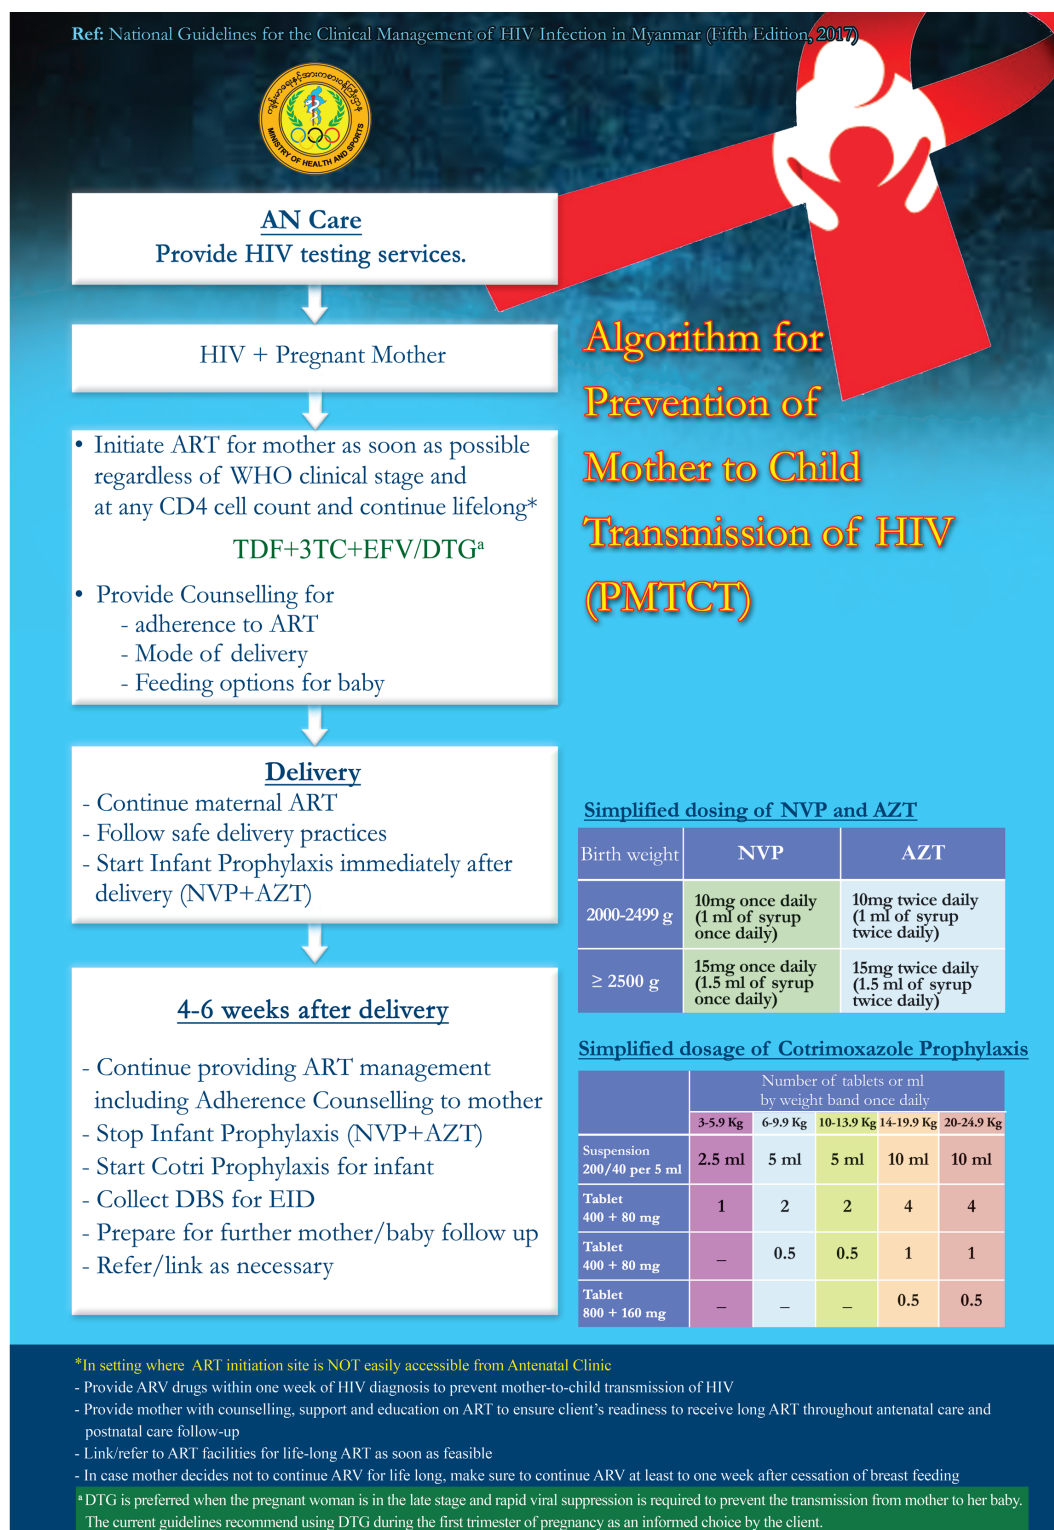 Ref: National Guidelines for the Clinical Management of HIV Infection in Myanmar (Fifth Edition, 2017)
MINISTRY OF HEALTH AND SPORTS
AN Care
Provide HIV testing services.
HIV + Pregnant Mother
• Initiate ART for mother as soon as possible
regardless of WHO clinical stage and
at any CD4 cell count and continue lifelong*
TDF+3TC+EFV/DTGᵃ
• Provide Counselling for
- adherence to ART
- Mode of delivery
- Feeding options for baby
Delivery
- Continue maternal ART
- Follow safe delivery practices
- Start Infant Prophylaxis immediately after
delivery (NVP+AZT)
4-6 weeks after delivery
- Continue providing ART management
including Adherence Counselling to mother
- Stop Infant Prophylaxis (NVP+AZT)
- Start Cotri Prophylaxis for infant
- Collect DBS for EID
- Prepare for further mother/baby follow up
- Refer/link as necessary
Algorithm for
Prevention of
Mother to Child
Transmission of HIV
(PMTCT)
Simplified dosing of NVP and AZT
Birth weight NVP AZT
2000-2499 g 10mg once daily (1 ml of syrup once daily) 10mg twice daily (1 ml of syrup twice daily)
≥ 2500 g 15mg once daily (1.5 ml of syrup once daily) 15mg twice daily (1.5 ml of syrup twice daily)
Simplified dosage of Cotrimoxazole Prophylaxis
Number of tablets or ml
by weight band once daily
3-5.9 Kg 6-9.9 Kg 10-13.9 Kg 14-19.9 Kg 20-24.9 Kg
Suspension 200/40 per 5 ml 2.5 ml 5 ml 5 ml 10 ml 10 ml
Tablet 400 + 80 mg 1 2 2 4 4
Tablet 400 + 80 mg – 0.5 0.5 1 1
Tablet 800 + 160 mg – – – 0.5 0.5
*In setting where ART initiation site is NOT easily accessible from Antenatal Clinic
- Provide ARV drugs within one week of HIV diagnosis to prevent mother-to-child transmission of HIV
- Provide mother with counselling, support and education on ART to ensure client's readiness to receive long ART throughout antenatal care and
postnatal care follow-up
- Link/refer to ART facilities for life-long ART as soon as feasible
- In case mother decides not to continue ARV for life long, make sure to continue ARV at least to one week after cessation of breast feeding
ᵃ DTG is preferred when the pregnant woman is in the late stage and rapid viral suppression is required to prevent the transmission from mother to her baby.
The current guidelines recommend using DTG during the first trimester of pregnancy as an informed choice by the client.